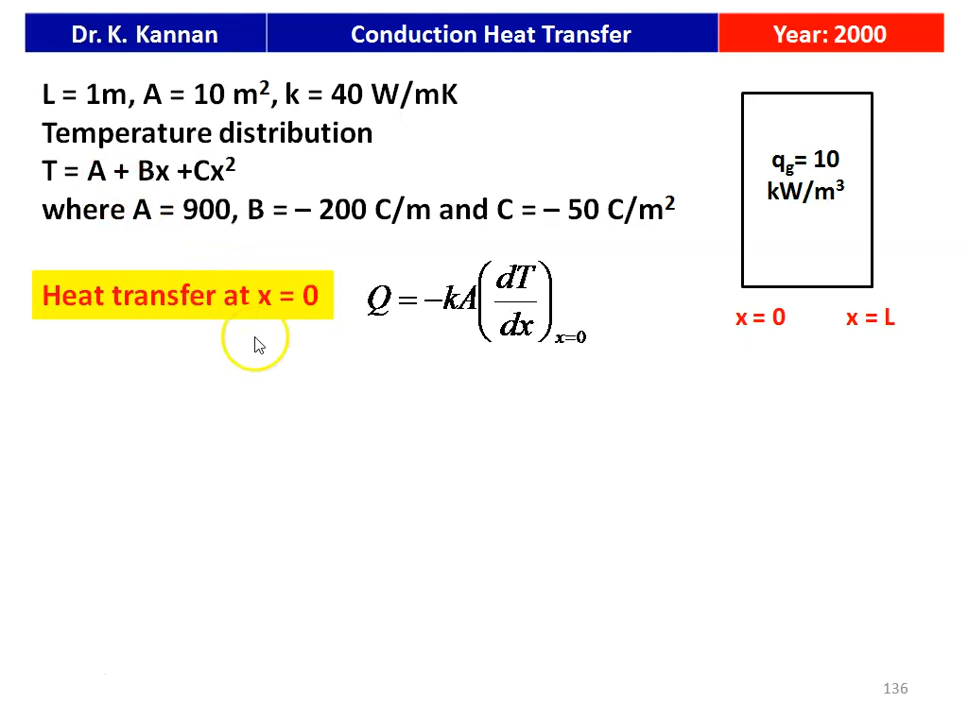 Dr. K. Kannan
Conduction Heat Transfer
Year: 2000
L = 1m, A = 10 m², k = 40 W/mK
Temperature distribution
T = A + Bx +Cx²
where A = 900, B = – 200 C/m and C = – 50 C/m²
qg= 10
kW/m³
Heat transfer at x = 0
Q = −kA(dT/dx)x=0
x = 0
x = L
136